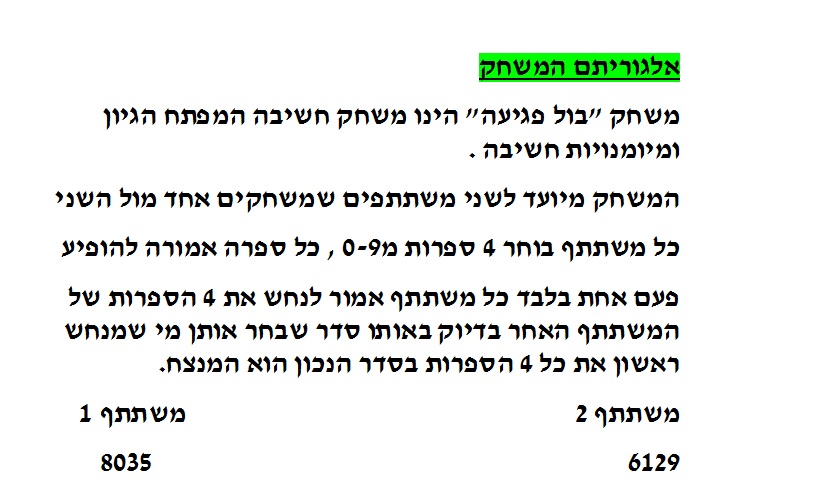 אלגוריתם המשחק
משחק "בול פגיעה" הינו משחק חשיבה המפתח הגיון
ומיומנויות חשיבה .
המשחק מיועד לשני משתתפים שמשחקים אחד מול השני
כל משתתף בוחר 4 ספרות מ0-9 , כל ספרה אמורה להופיע
פעם אחת בלבד כל משתתף אמור לנחש את 4 הספרות של
המשתתף האחר בדיוק באותו סדר שבחר אותן מי שמנחש
ראשון את כל 4 הספרות בסדר הנכון הוא המנצח.
משתתף 2 משתתף 1
6129 8035